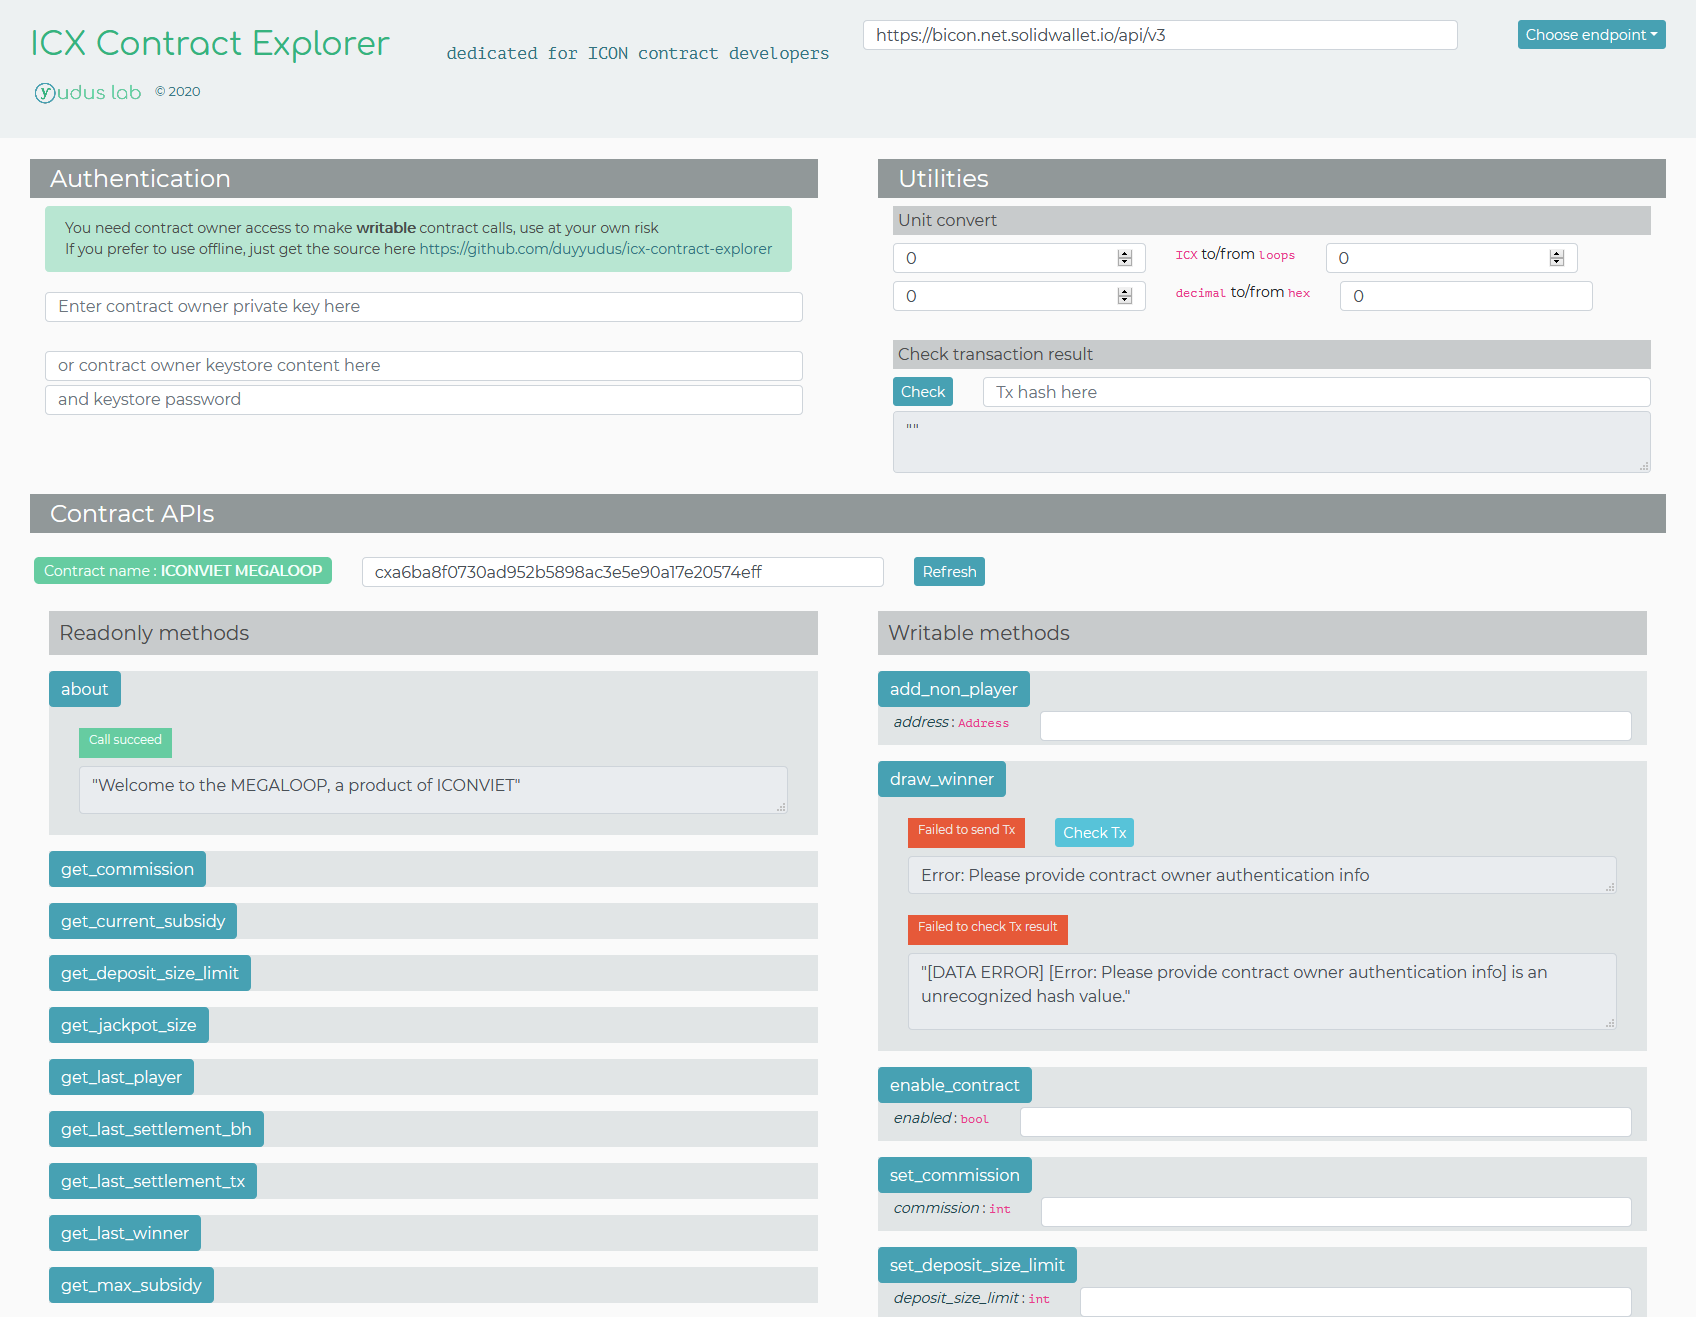 ICX Contract Explorer
dedicated for ICON contract developers
https://bicon.net.solidwallet.io/api/v3
Choose endpoint
yudus lab © 2020
Authentication
You need contract owner access to make writable contract calls, use at your own risk
If you prefer to use offline, just get the source here https://github.com/duyyudus/icx-contract-explorer
Enter contract owner private key here
or contract owner keystore content here
and keystore password
Utilities
Unit convert
0 ICX to/from loops 0
0 decimal to/from hex 0
Check transaction result
Check Tx hash here
""
Contract APIs
Contract name : ICONVIET MEGALOOP cxa6ba8f0730ad952b5898ac3e5e90a17e20574eff Refresh
Readonly methods
about
Call succeed
"Welcome to the MEGALOOP, a product of ICONVIET"
get_commission
get_current_subsidy
get_deposit_size_limit
get_jackpot_size
get_last_player
get_last_settlement_bh
get_last_settlement_tx
get_last_winner
get_max_subsidy
Writable methods
add_non_player
address : Address
draw_winner
Failed to send Tx Check Tx
Error: Please provide contract owner authentication info
Failed to check Tx result
"[DATA ERROR] [Error: Please provide contract owner authentication info] is an
unrecognized hash value."
enable_contract
enabled : bool
set_commission
commission : int
set_deposit_size_limit
deposit_size_limit : int